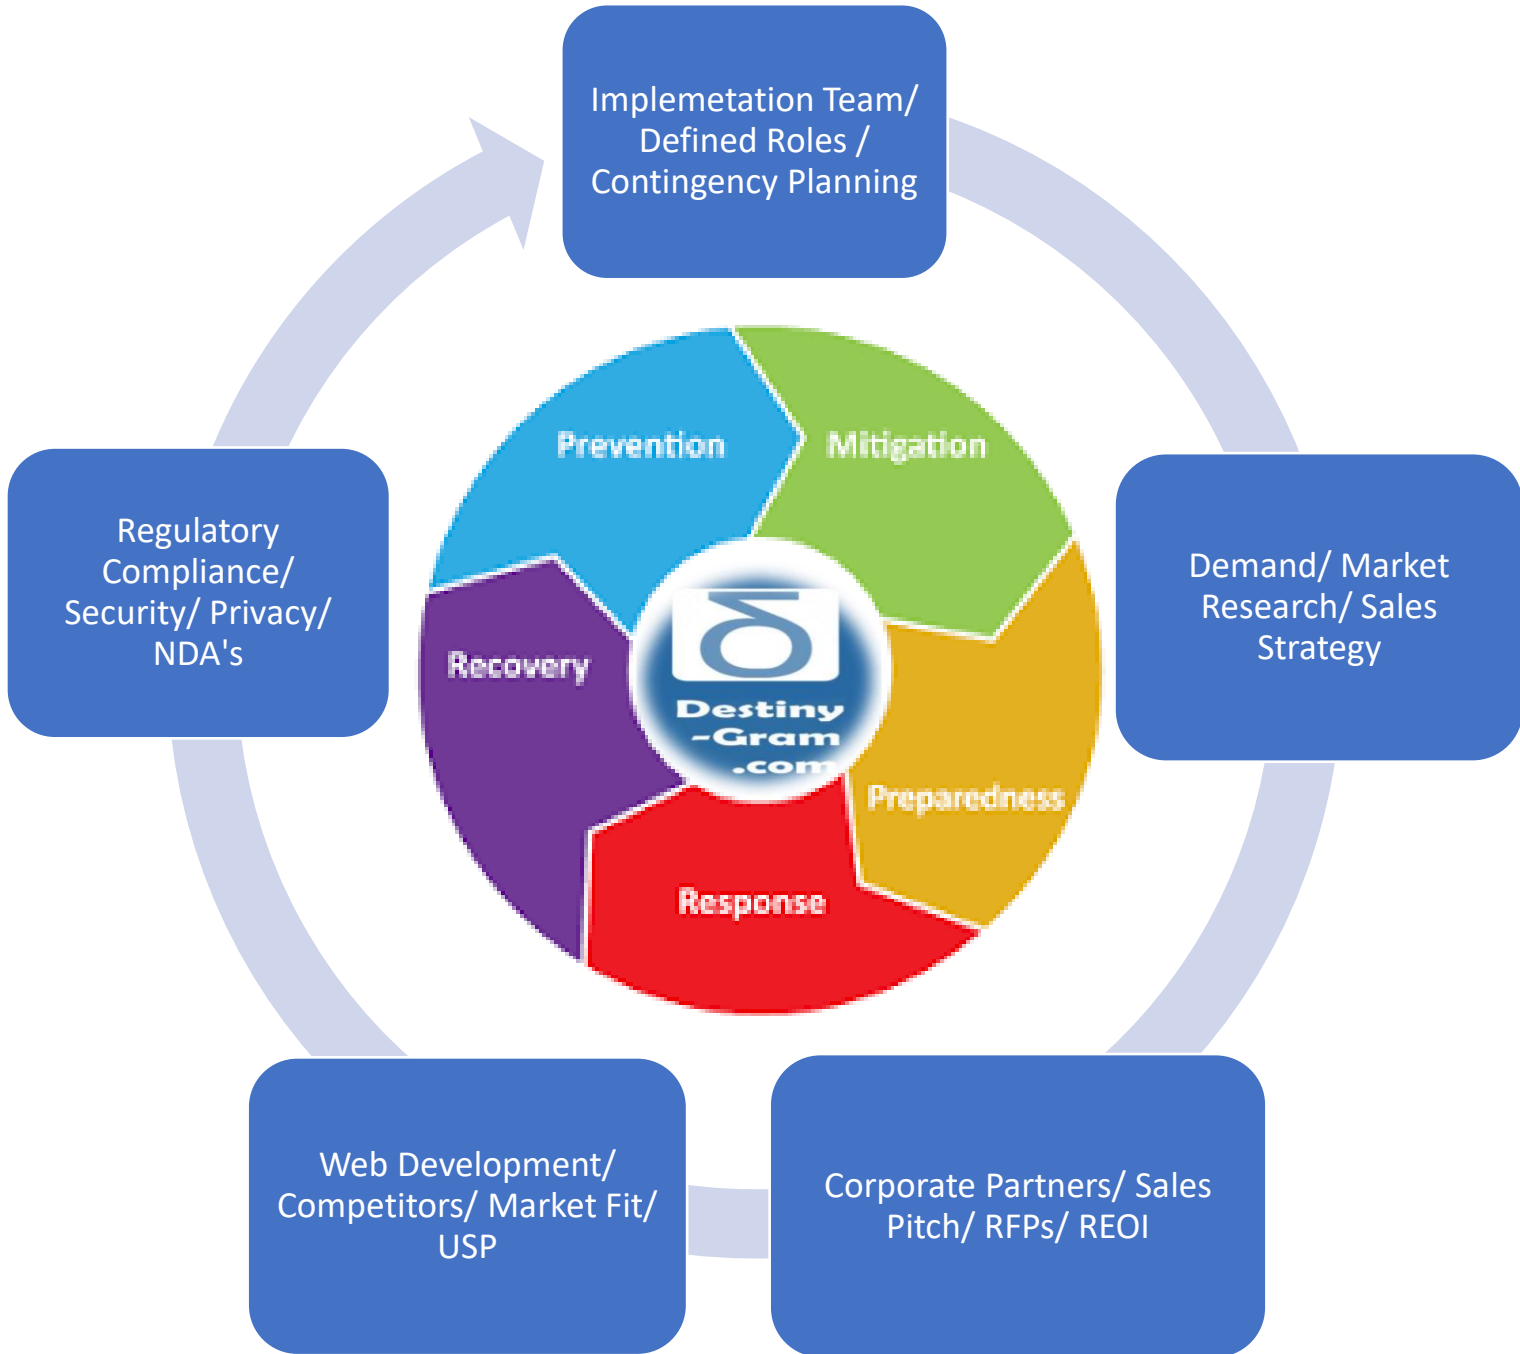 Implemetation Team/
Defined Roles /
Contingency Planning
Demand/ Market
Research/ Sales
Strategy
Corporate Partners/ Sales
Pitch/ RFPs/ REOI
Web Development/
Competitors/ Market Fit/
USP
Regulatory
Compliance/
Security/ Privacy/
NDA's
Prevention
Mitigation
Preparedness
Response
Recovery
δ
Destiny
-Gram
.com